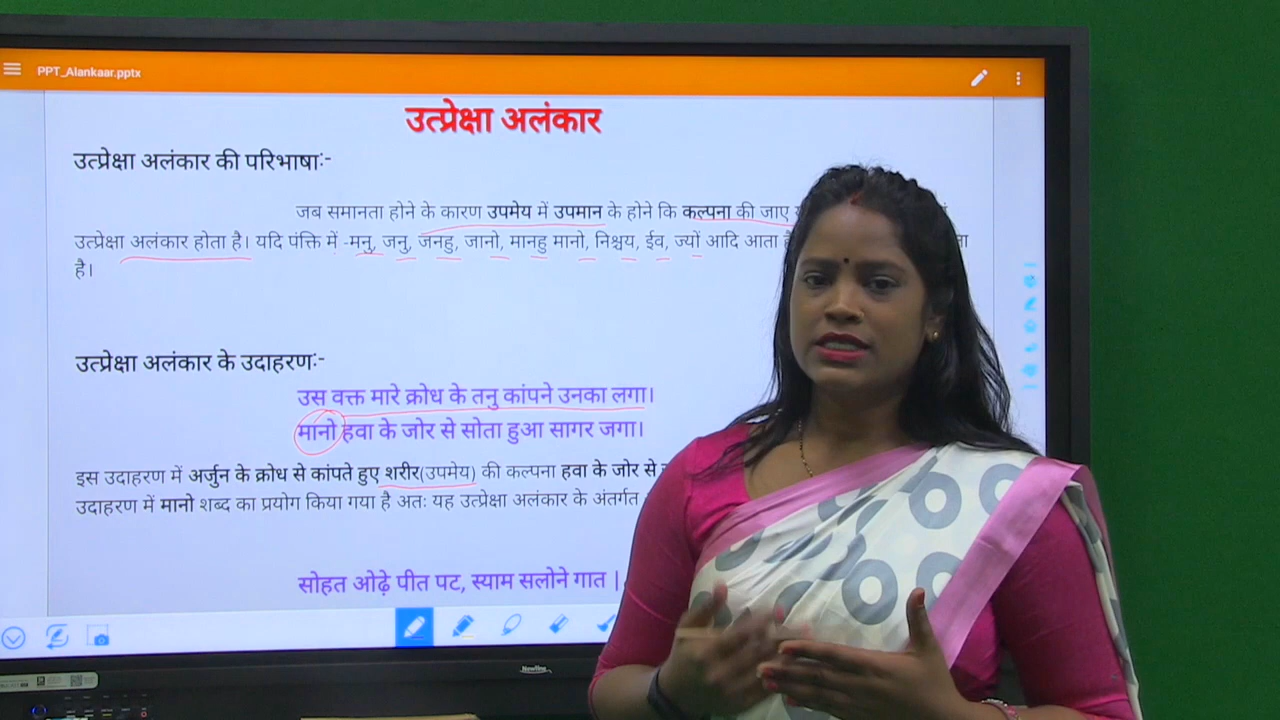 PPT_Alankaar.pptx
उत्प्रेक्षा अलंकार
उत्प्रेक्षा अलंकार की परिभाषा:-
जब समानता होने के कारण उपमेय में उपमान के होने कि कल्पना की जाए
उत्प्रेक्षा अलंकार होता है। यदि पंक्ति में -मनु, जनु, जनहु, जानो, मानहु मानो, निश्चय, ईव, ज्यों आदि आता
है।
उत्प्रेक्षा अलंकार के उदाहरण:-
उस वक्त मारे क्रोध के तनु कांपने उनका लगा।
मानो हवा के जोर से सोता हुआ सागर जगा।
इस उदाहरण में अर्जुन के क्रोध से कांपते हुए शरीर(उपमेय) की कल्पना हवा के जोर से
उदाहरण में मानो शब्द का प्रयोग किया गया है अतः यह उत्प्रेक्षा अलंकार के अंतर्गत
सोहत ओढ़े पीत पट, स्याम सलोने गात |
Newline